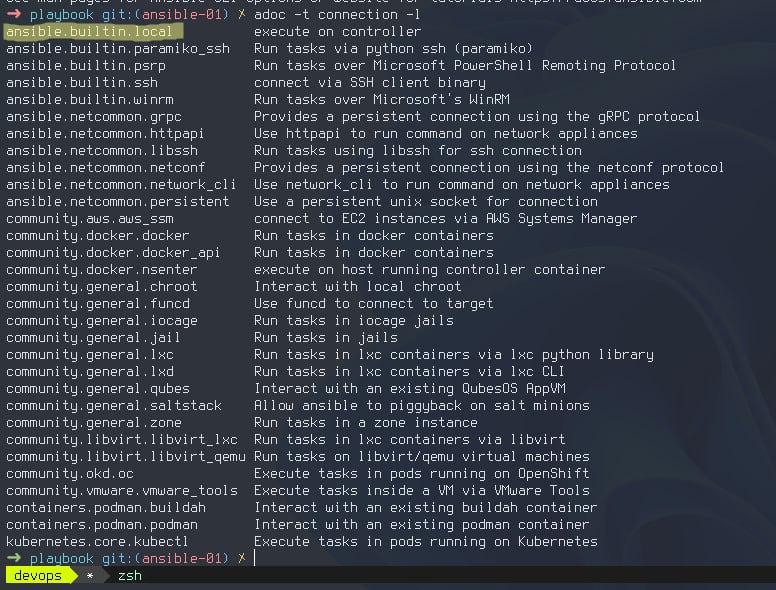 ➜ playbook git:(ansible-01) ✗ adoc -t connection -l
ansible.builtin.local execute on controller
ansible.builtin.paramiko_ssh Run tasks via python ssh (paramiko)
ansible.builtin.psrp Run tasks over Microsoft PowerShell Remoting Protocol
ansible.builtin.ssh connect via SSH client binary
ansible.builtin.winrm Run tasks over Microsoft's WinRM
ansible.netcommon.grpc Provides a persistent connection using the gRPC protocol
ansible.netcommon.httpapi Use httpapi to run command on network appliances
ansible.netcommon.libssh Run tasks using libssh for ssh connection
ansible.netcommon.netconf Provides a persistent connection using the netconf protocol
ansible.netcommon.network_cli Use network_cli to run command on network appliances
ansible.netcommon.persistent Use a persistent unix socket for connection
community.aws.aws_ssm connect to EC2 instances via AWS Systems Manager
community.docker.docker Run tasks in docker containers
community.docker.docker_api Run tasks in docker containers
community.docker.nsenter execute on host running controller container
community.general.chroot Interact with local chroot
community.general.funcd Use funcd to connect to target
community.general.iocage Run tasks in iocage jails
community.general.jail Run tasks in jails
community.general.lxc Run tasks in lxc containers via lxc python library
community.general.lxd Run tasks in lxc containers via lxc CLI
community.general.qubes Interact with an existing QubesOS AppVM
community.general.saltstack Allow ansible to piggyback on salt minions
community.general.zone Run tasks in a zone instance
community.libvirt.libvirt_lxc Run tasks in lxc containers via libvirt
community.libvirt.libvirt_qemu Run tasks on libvirt/qemu virtual machines
community.okd.oc Execute tasks in pods running on OpenShift
community.vmware.vmware_tools Execute tasks inside a VM via VMware Tools
containers.podman.buildah Interact with an existing buildah container
containers.podman.podman Interact with an existing podman container
kubernetes.core.kubectl Execute tasks in pods running on Kubernetes
➜ playbook git:(ansible-01) ✗
devops * zsh